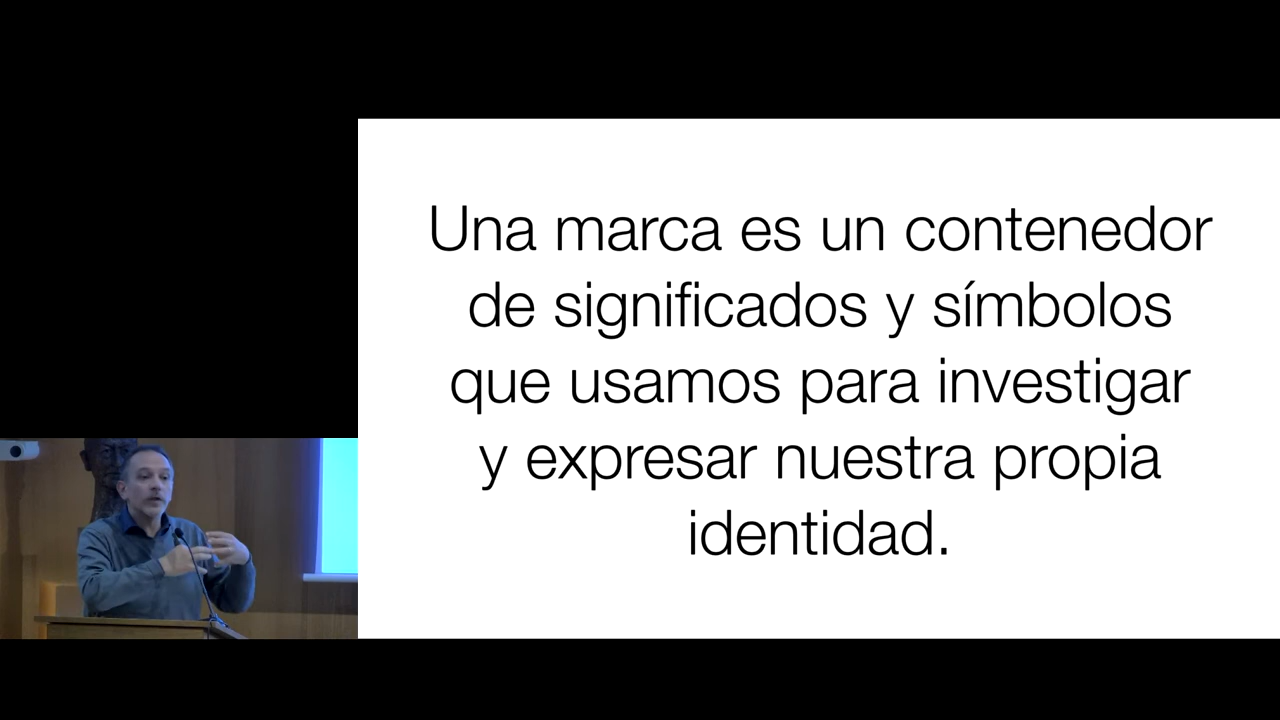 Una marca es un contenedor
de significados y símbolos
que usamos para investigar
y expresar nuestra propia
identidad.